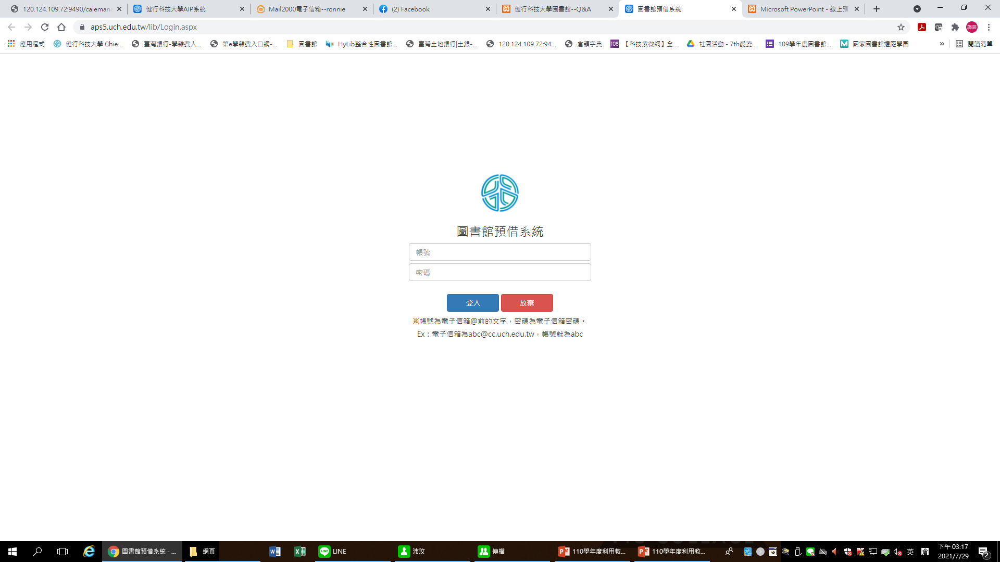 120.124.109.72:9490/caleman
健行科技大學AIP系統
Mail2000電子信箱--ronnie
(2) Facebook
健行科技大學圖書館--Q&A
圖書館預借系統
Microsoft PowerPoint - 線上預
aps5.uch.edu.tw/lib/Login.aspx
應用程式
健行科技大學 Chie...
臺灣銀行-學雜費入...
第e學雜費入口網-...
圖書館
HyLib整合性圖書館...
臺灣土地銀行|土銀-...
120.124.109.72:94...
倉頡字典
108
【科技紫微網】全...
社團活動 - 7th愛資...
109學年度圖書館...
國家圖書館遠距學園
»
閱讀清單
圖書館預借系統
帳號
密碼
登入
放棄
※帳號為電子信箱@前的文字，密碼為電子信箱密碼。
Ex：電子信箱為abc@cc.uch.edu.tw，帳號就為abc
圖書館預借系統 - ...
網頁
LINE
沛汝
傳檔
110學年度利用教...
110學年度利用教...
英
倉
下午 03:17
2021/7/29
2